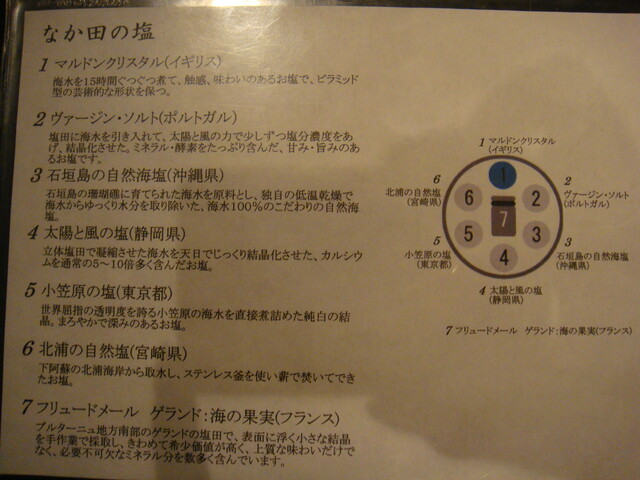 なか田の塩
1 マルドンクリスタル(イギリス)
海水を15時間ぐつぐつ煮て、触感、味わいのあるお塩で、ピラミッド
型の芸術的な形状を保つ。
2 ヴァージン・ソルト(ポルトガル)
塩田に海水を引き入れて、太陽と風の力で少しずつ塩分濃度をあ
げ、結晶化させた。ミネラル・酵素をたっぷり含んだ、甘み・旨みのあ
るお塩です。
3 石垣島の自然海塩(沖縄県)
石垣島の珊瑚礁に育てられた海水を原料とし、独自の低温乾燥で
海水からゆっくり水分を取り除いた、海水100%のこだわりの自然海
塩。
4 太陽と風の塩(静岡県)
立体塩田で凝縮させた海水を天日でじっくり結晶化させた、カルシウ
ムを通常の5~10倍多く含んだお塩。
5 小笠原の塩(東京都)
世界屈指の透明度を誇る小笠原の海水を直接煮詰めた純白の結
晶。まろやかで深みのあるお塩。
6 北浦の自然塩(宮崎県)
下阿蘇の北浦海岸から取水し、ステンレス釜を使い薪で焚いてでき
たお塩。
7 フリュードメール ゲランド:海の果実(フランス)
ブルターニュ地方南部のゲランドの塩田で、表面に浮く小さな結晶
を手作業で採取し、きわめて希少価値が高く、上質な味わいだけで
なく、必要不可欠なミネラル分を数多く含んでいます。
1 マルドンクリスタル
(イギリス)
6
北浦の自然塩
(宮崎県)
2
ヴァージン・ソルト
(ポルトガル)
5
小笠原の塩
(東京都)
3
石垣島の自然海塩
(沖縄県)
4 太陽と風の塩
(静岡県)
1
6
2
7
5
3
4
7 フリュードメール ゲランド:海の果実(フランス)